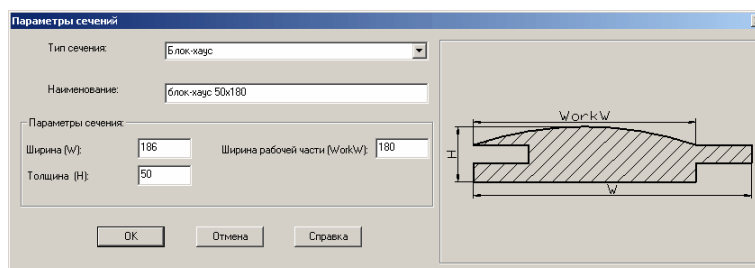 Параметры сечений
Тип сечения: Блок-хаус
Наименование: блок-хаус 50x180
Параметры сечения:
Ширина (W): 186 Ширина рабочей части (WorkW): 180
Толщина (H): 50
OK Отмена Справка
WorkW
H
W